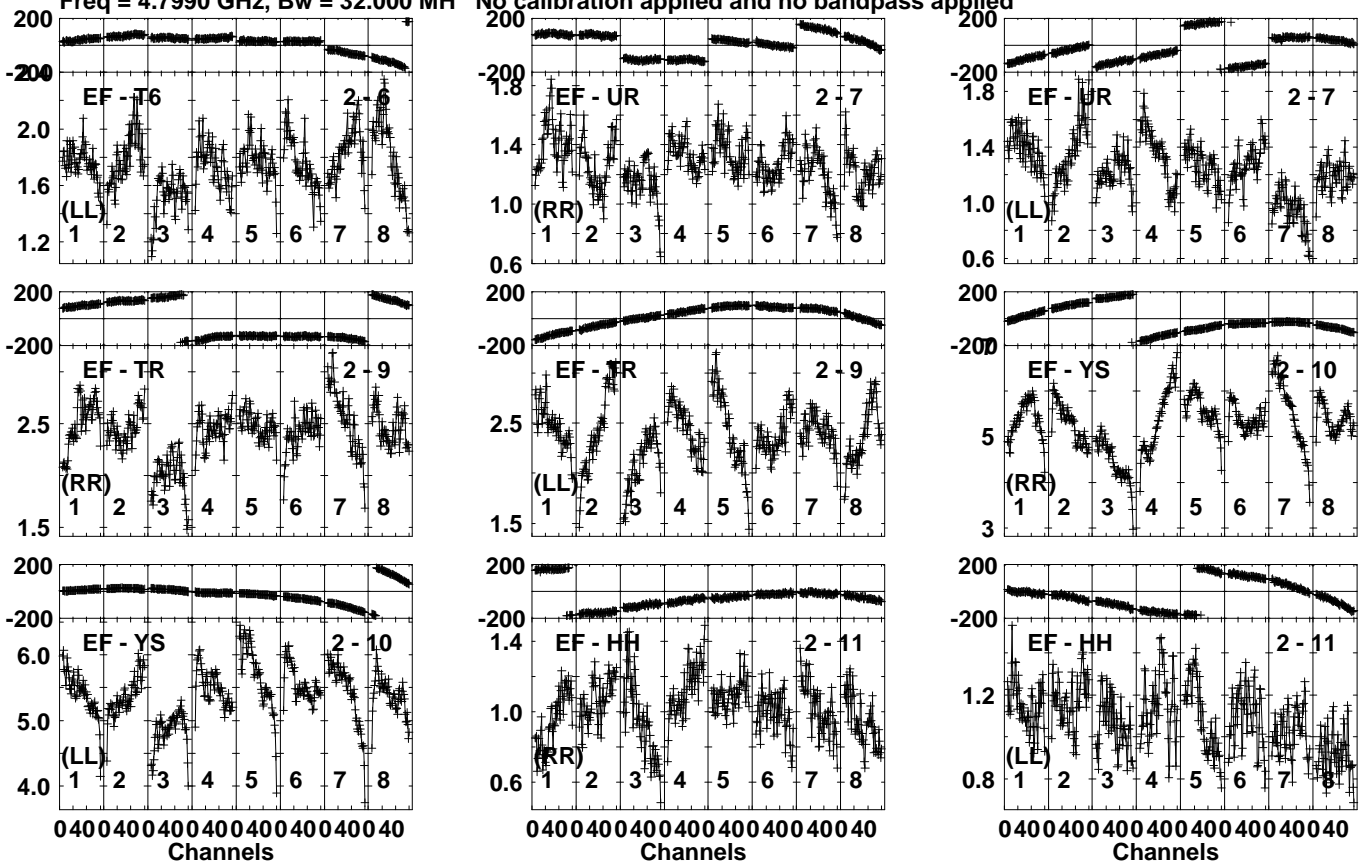 Freq = 4.7990 GHz, Bw = 32.000 MH No calibration applied and no bandpass applied
200
-200
2.4
2.0
1.6
1.2
EF - T6 2 - 6
(LL)
1 2 3 4 5 6 7 8
200
-200
1.8
1.4
1.0
0.6
EF - UR 2 - 7
(RR)
1 2 3 4 5 6 7 8
200
-200
1.8
1.4
1.0
0.6
EF - UR 2 - 7
(LL)
1 2 3 4 5 6 7 8
200
-200
2.5
1.5
EF - TR 2 - 9
(RR)
1 2 3 4 5 6 7 8
200
-200
2.5
1.5
EF - TR 2 - 9
(LL)
1 2 3 4 5 6 7 8
200
-200
7
5
3
EF - YS 2 - 10
(RR)
1 2 3 4 5 6 7 8
200
-200
6.0
5.0
4.0
EF - YS 2 - 10
(LL)
1 2 3 4 5 6 7 8
0 40 0 40 0 40 0 40 0 40 0 40 0 40 0 40
Channels
200
-200
1.4
1.0
0.6
EF - HH 2 - 11
(RR)
1 2 3 4 5 6 7 8
0 40 0 40 0 40 0 40 0 40 0 40 0 40 0 40
Channels
200
-200
1.2
0.8
EF - HH 2 - 11
(LL)
1 2 3 4 5 6 7 8
0 40 0 40 0 40 0 40 0 40 0 40 0 40 0 40
Channels